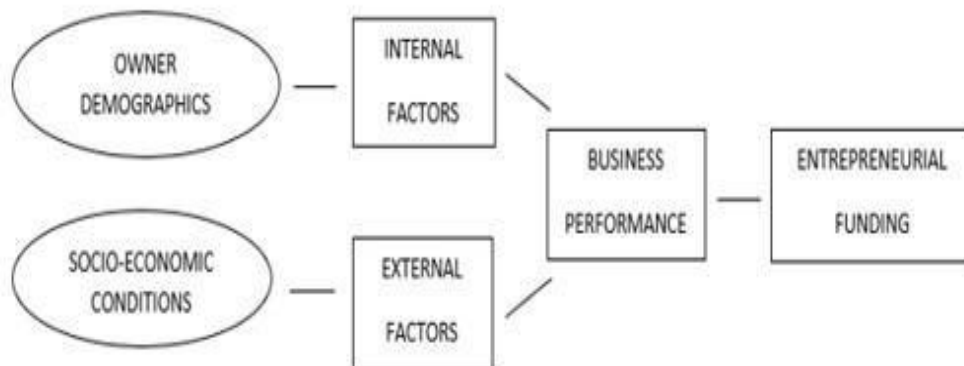 OWNER
DEMOGRAPHICS
INTERNAL
FACTORS
SOCIO-ECONOMIC
CONDITIONS
EXTERNAL
FACTORS
BUSINESS
PERFORMANCE
ENTREPRENEURIAL
FUNDING